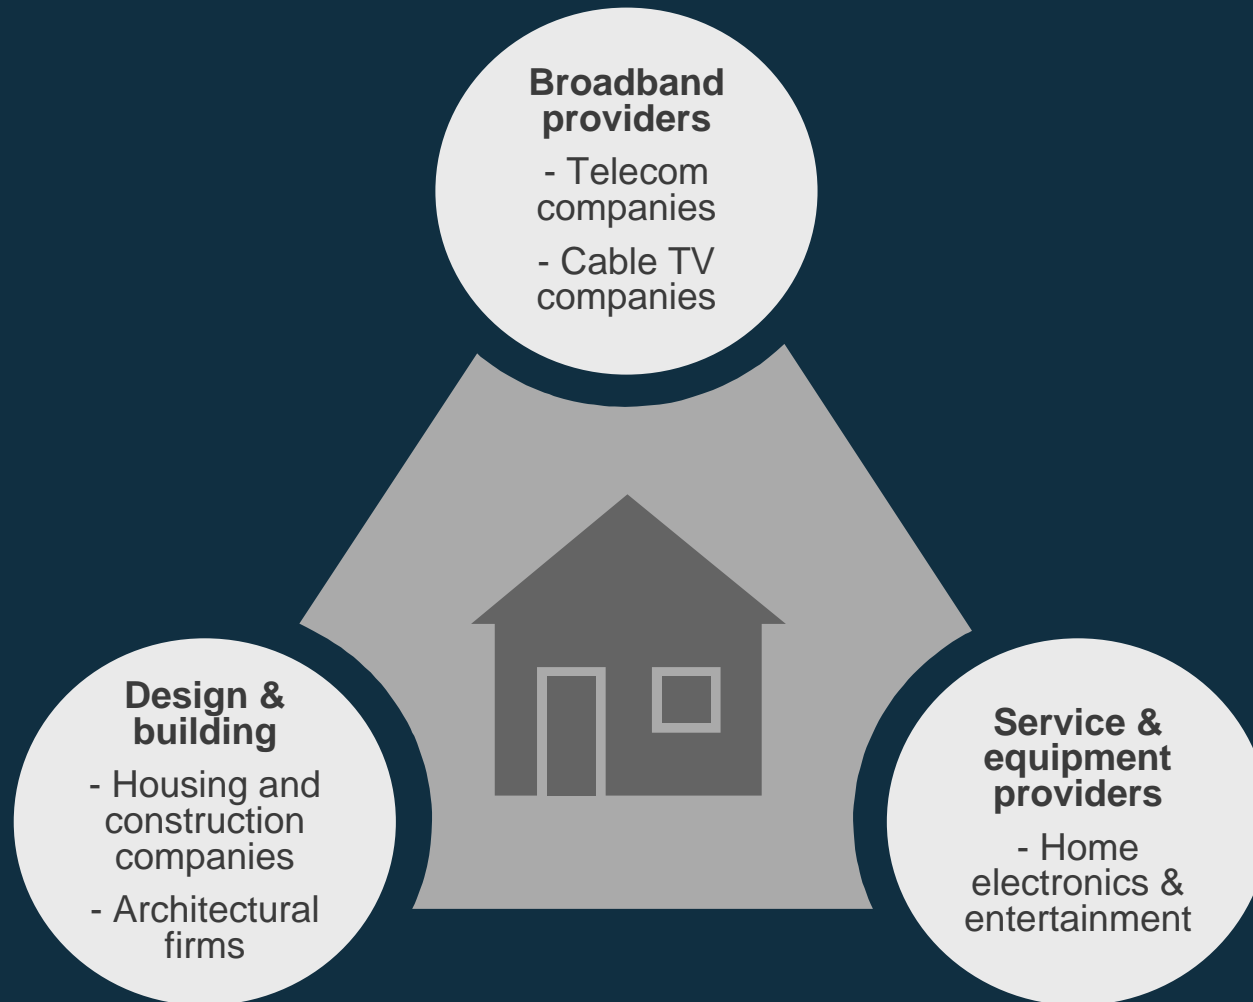 Broadband
providers
- Telecom
companies
- Cable TV
companies
Design &
building
- Housing and
construction
companies
- Architectural
firms
Service &
equipment
providers
- Home
electronics &
entertainment